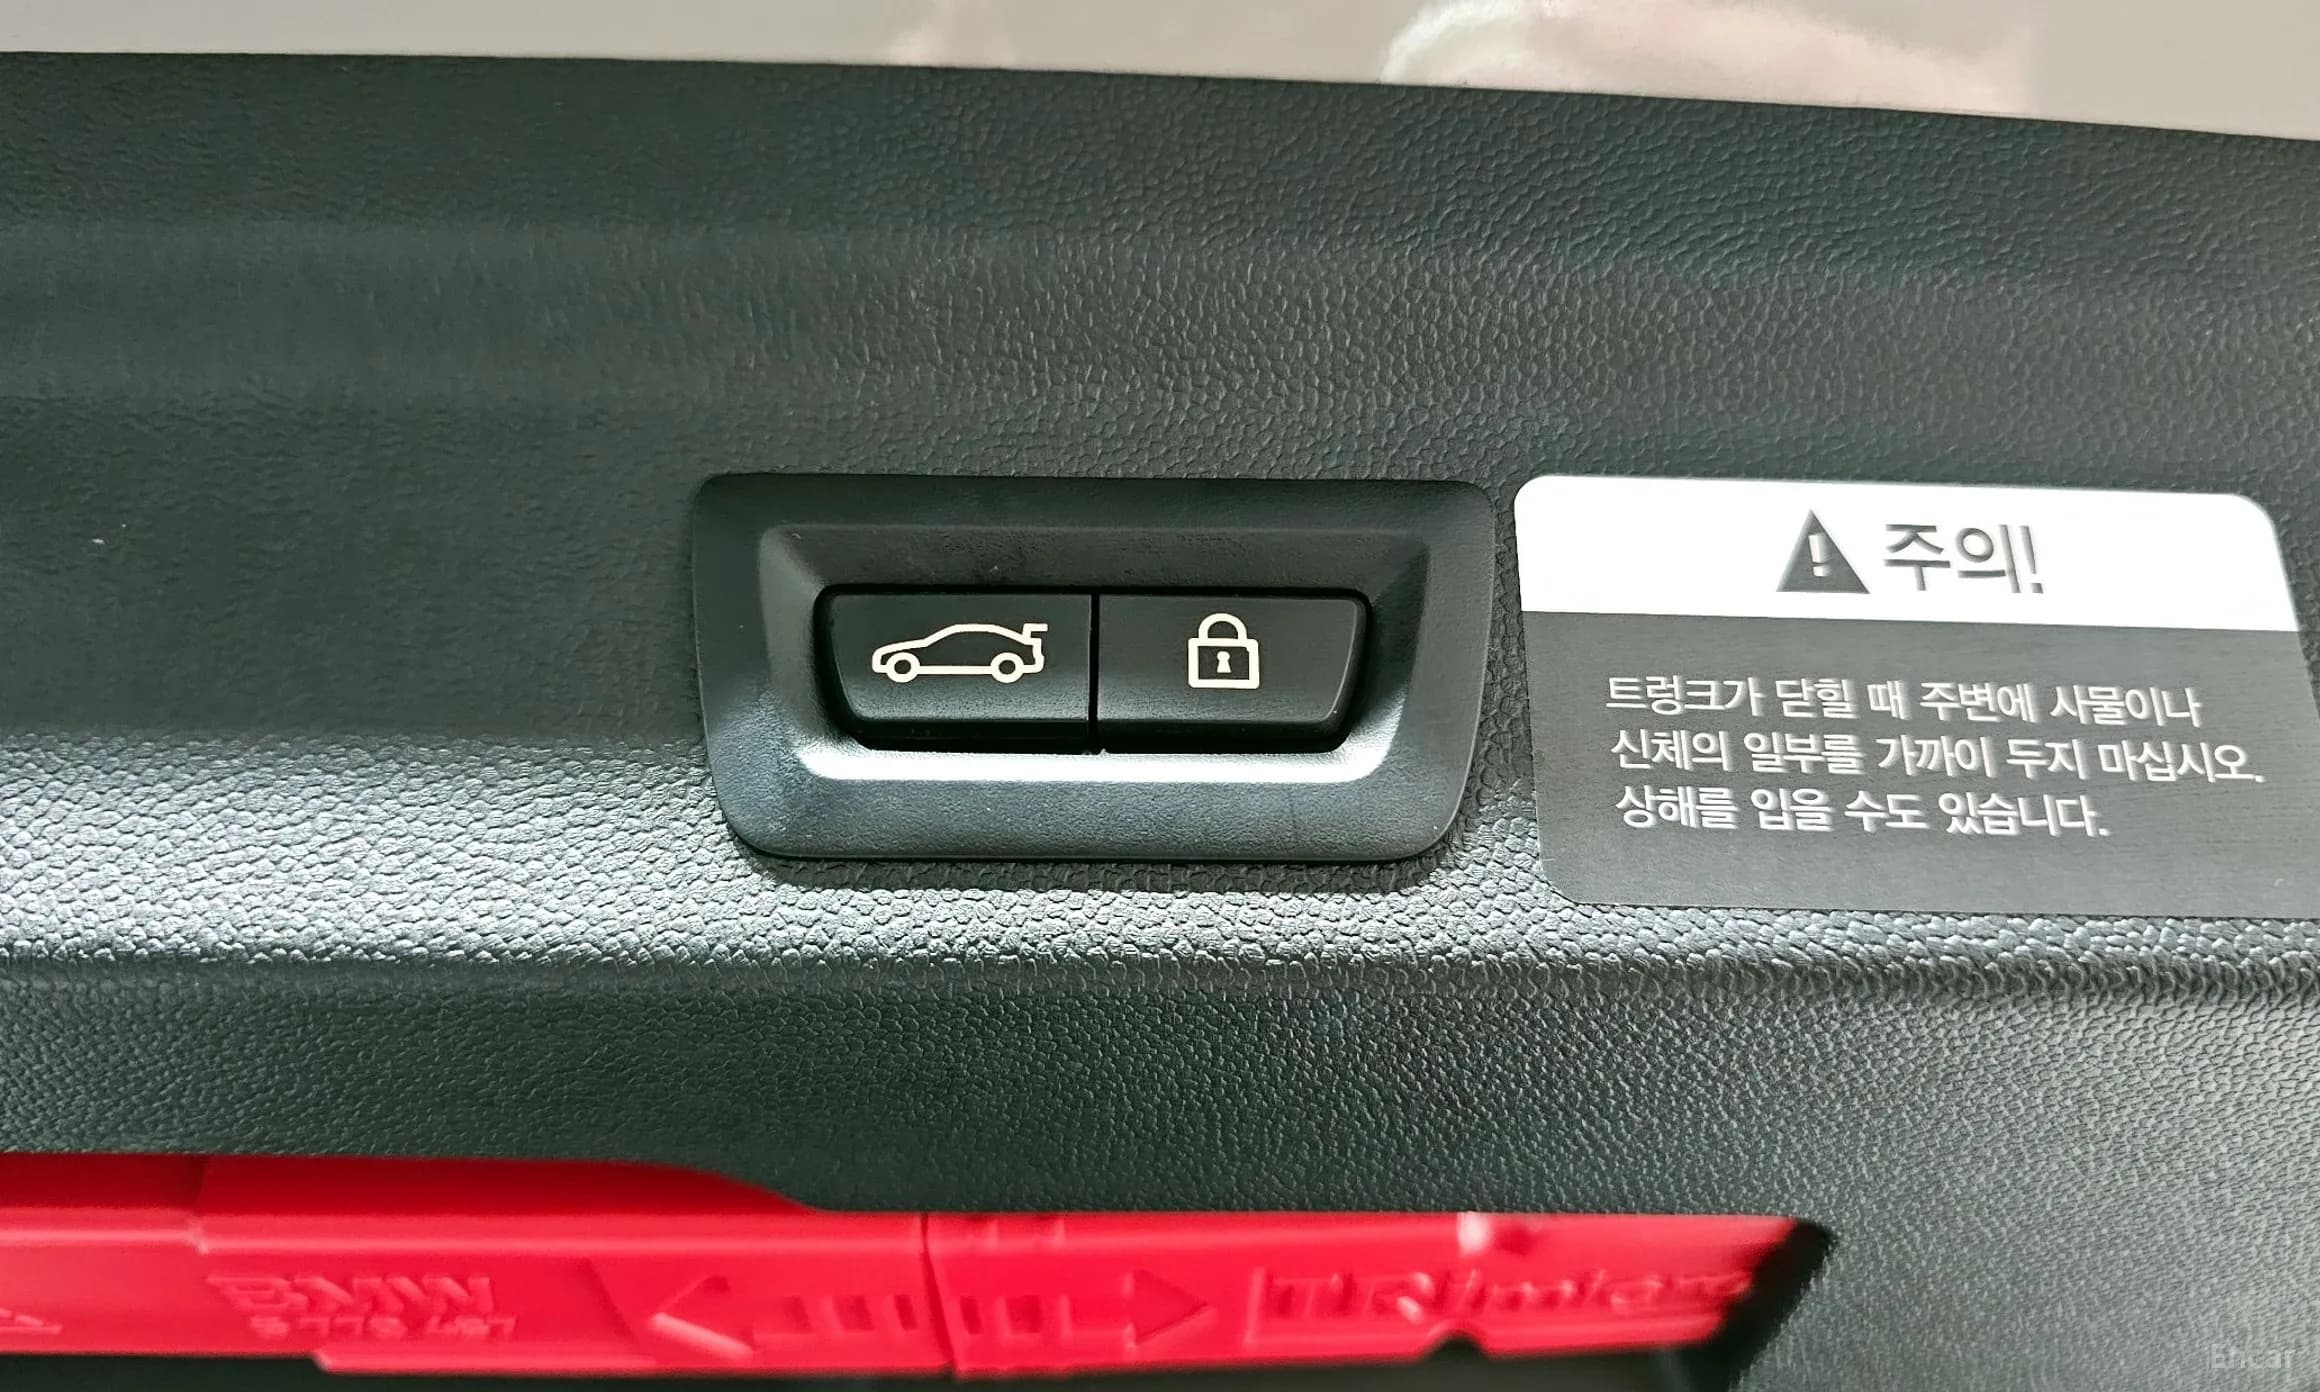 주의!
트렁크가 닫힐 때 주변에 사물이나
신체의 일부를 가까이 두지 마십시오.
상해를 입을 수도 있습니다.
BMW
Encar